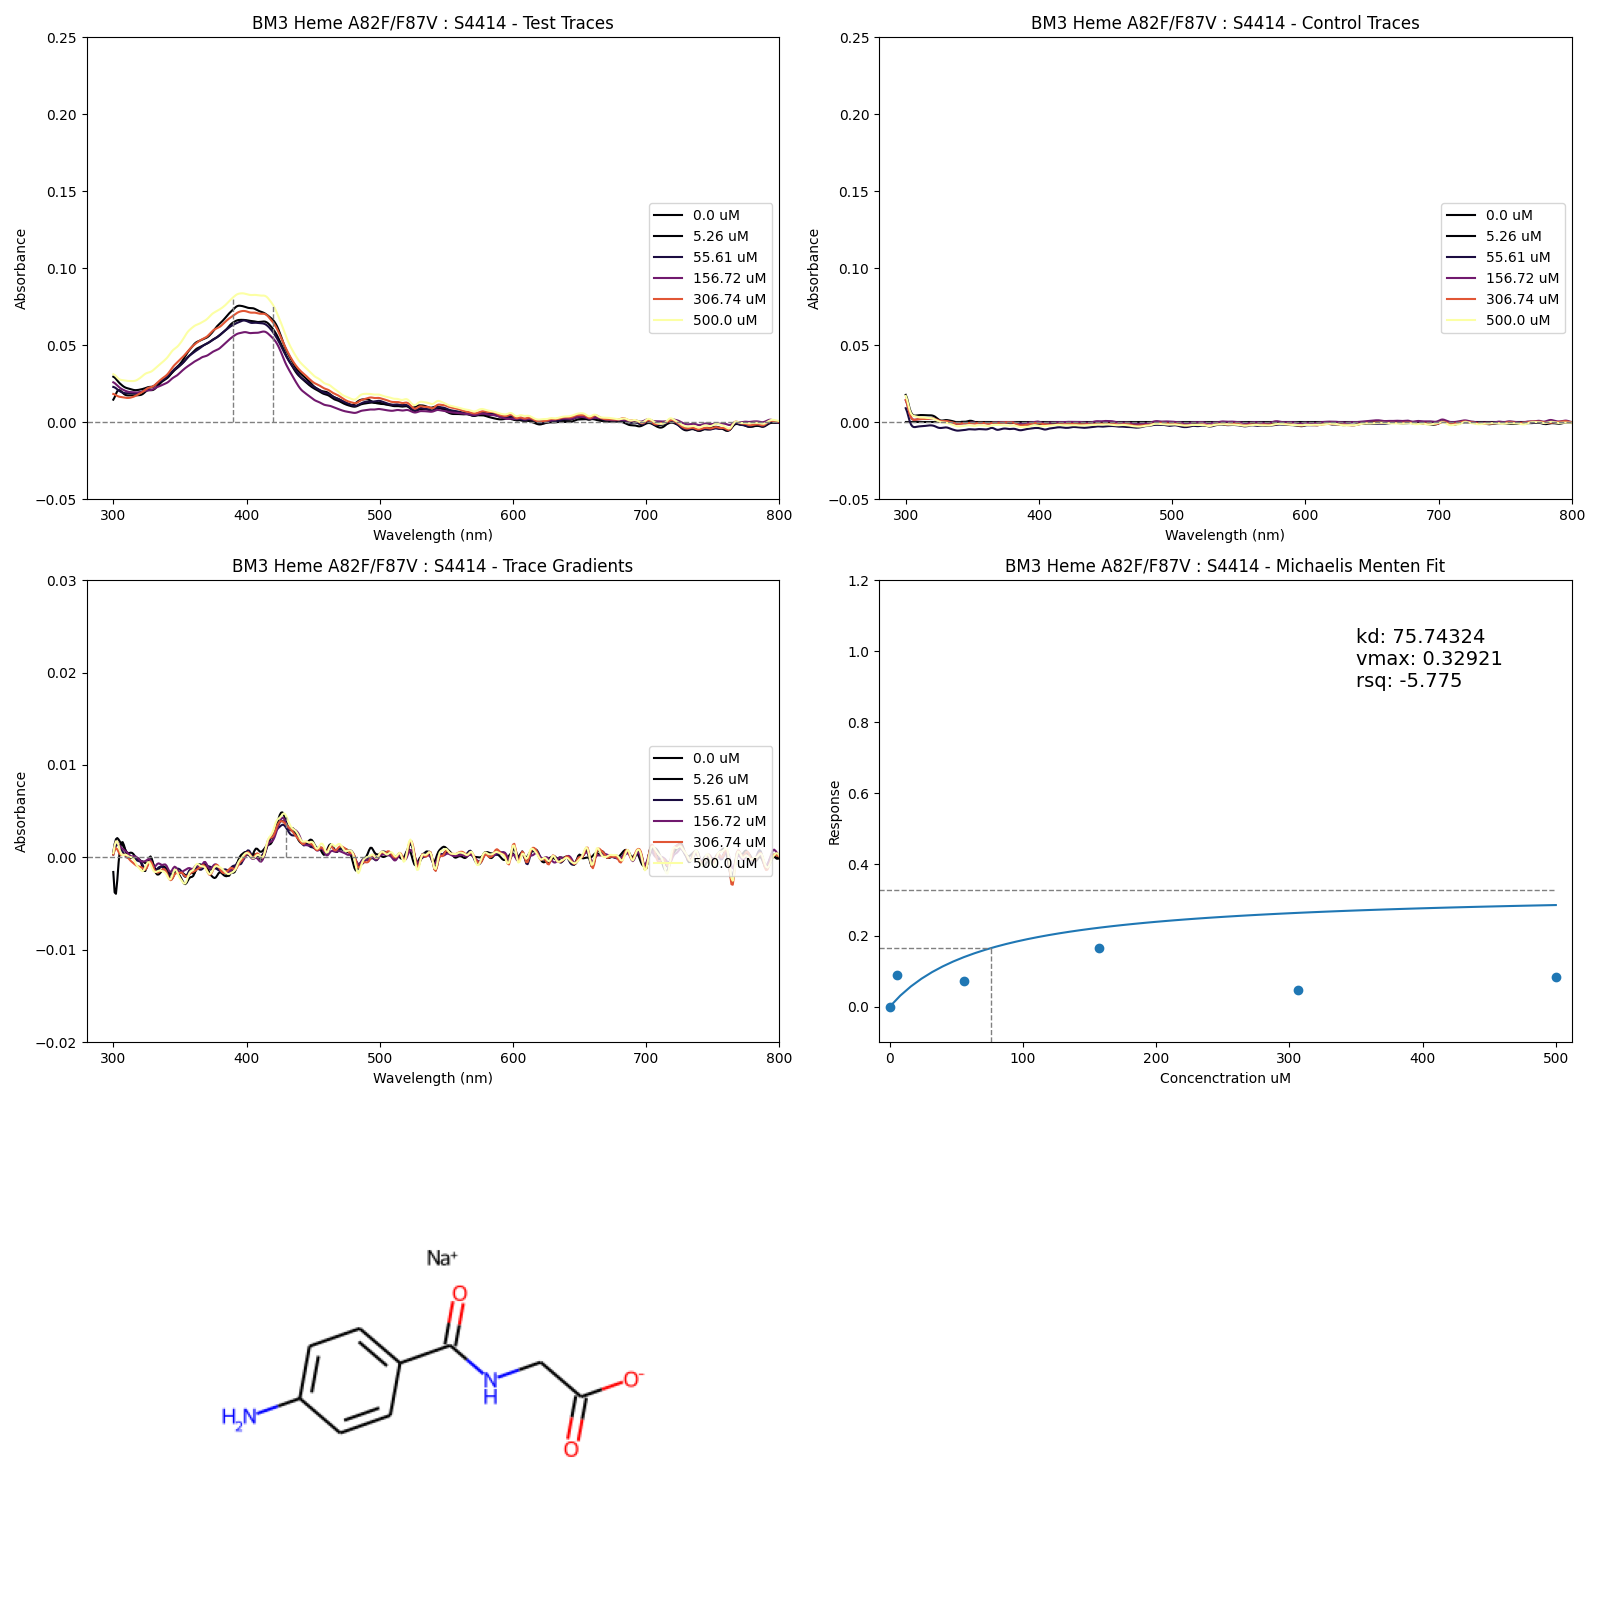 BM3 Heme A82F/F87V : S4414 - Test Traces
0.25
0.20
0.15
0.10
0.05
0.00
−0.05
Absorbance
300
400
500
600
700
800
Wavelength (nm)
0.0 uM
5.26 uM
55.61 uM
156.72 uM
306.74 uM
500.0 uM
BM3 Heme A82F/F87V : S4414 - Control Traces
0.25
0.20
0.15
0.10
0.05
0.00
−0.05
Absorbance
300
400
500
600
700
800
Wavelength (nm)
0.0 uM
5.26 uM
55.61 uM
156.72 uM
306.74 uM
500.0 uM
BM3 Heme A82F/F87V : S4414 - Trace Gradients
0.03
0.02
0.01
0.00
−0.01
−0.02
Absorbance
300
400
500
600
700
800
Wavelength (nm)
0.0 uM
5.26 uM
55.61 uM
156.72 uM
306.74 uM
500.0 uM
BM3 Heme A82F/F87V : S4414 - Michaelis Menten Fit
1.2
1.0
0.8
0.6
0.4
0.2
0.0
Response
kd: 75.74324
vmax: 0.32921
rsq: -5.775
0
100
200
300
400
500
Concenctration uM
Na⁺
O
H₂N
N
H
O⁻
O